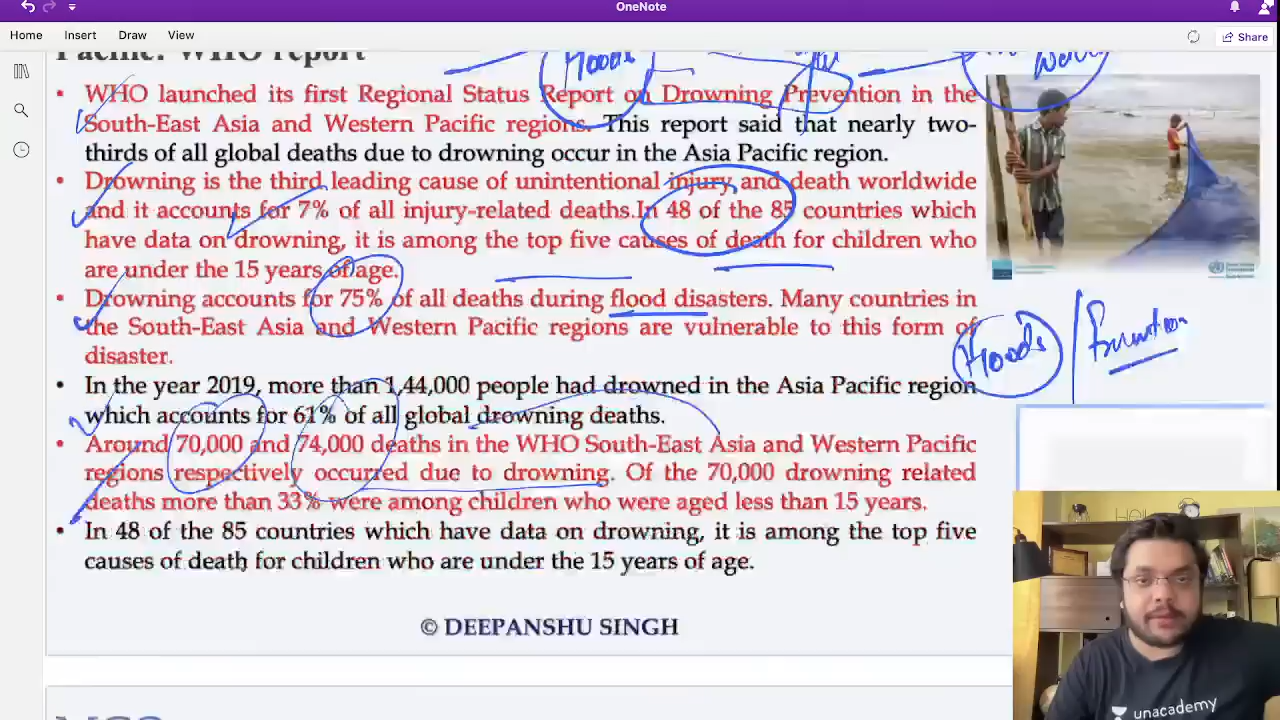 OneNote
Home Insert Draw View
Share
Pacific: WHO report
Floods
• WHO launched its first Regional Status Report on Drowning Prevention in the
South-East Asia and Western Pacific regions. This report said that nearly two-
thirds of all global deaths due to drowning occur in the Asia Pacific region.
• Drowning is the third leading cause of unintentional injury and death worldwide
and it accounts for 7% of all injury-related deaths.In 48 of the 85 countries which
have data on drowning, it is among the top five causes of death for children who
are under the 15 years of age.
• Drowning accounts for 75% of all deaths during flood disasters. Many countries in
the South-East Asia and Western Pacific regions are vulnerable to this form of
disaster.
Floods
• In the year 2019, more than 1,44,000 people had drowned in the Asia Pacific region
which accounts for 61% of all global drowning deaths.
• Around 70,000 and 74,000 deaths in the WHO South-East Asia and Western Pacific
regions respectively occurred due to drowning. Of the 70,000 drowning related
deaths more than 33% were among children who were aged less than 15 years.
• In 48 of the 85 countries which have data on drowning, it is among the top five
causes of death for children who are under the 15 years of age.
© DEEPANSHU SINGH
unacademy